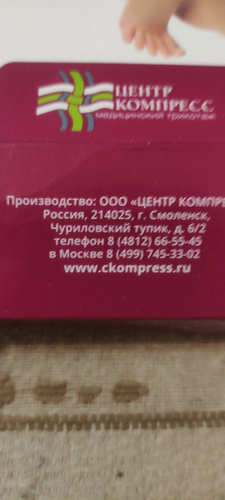 ЦЕНТР
КОМПРЕСС
медицинский трикотаж
Производство: ООО «ЦЕНТР КОМПРЕ
Россия, 214025, г. Смоленск,
Чуриловский тупик, д. 6/2
телефон 8 (4812) 66-55-45
в Москве 8 (499) 745-33-02
www.ckompress.ru